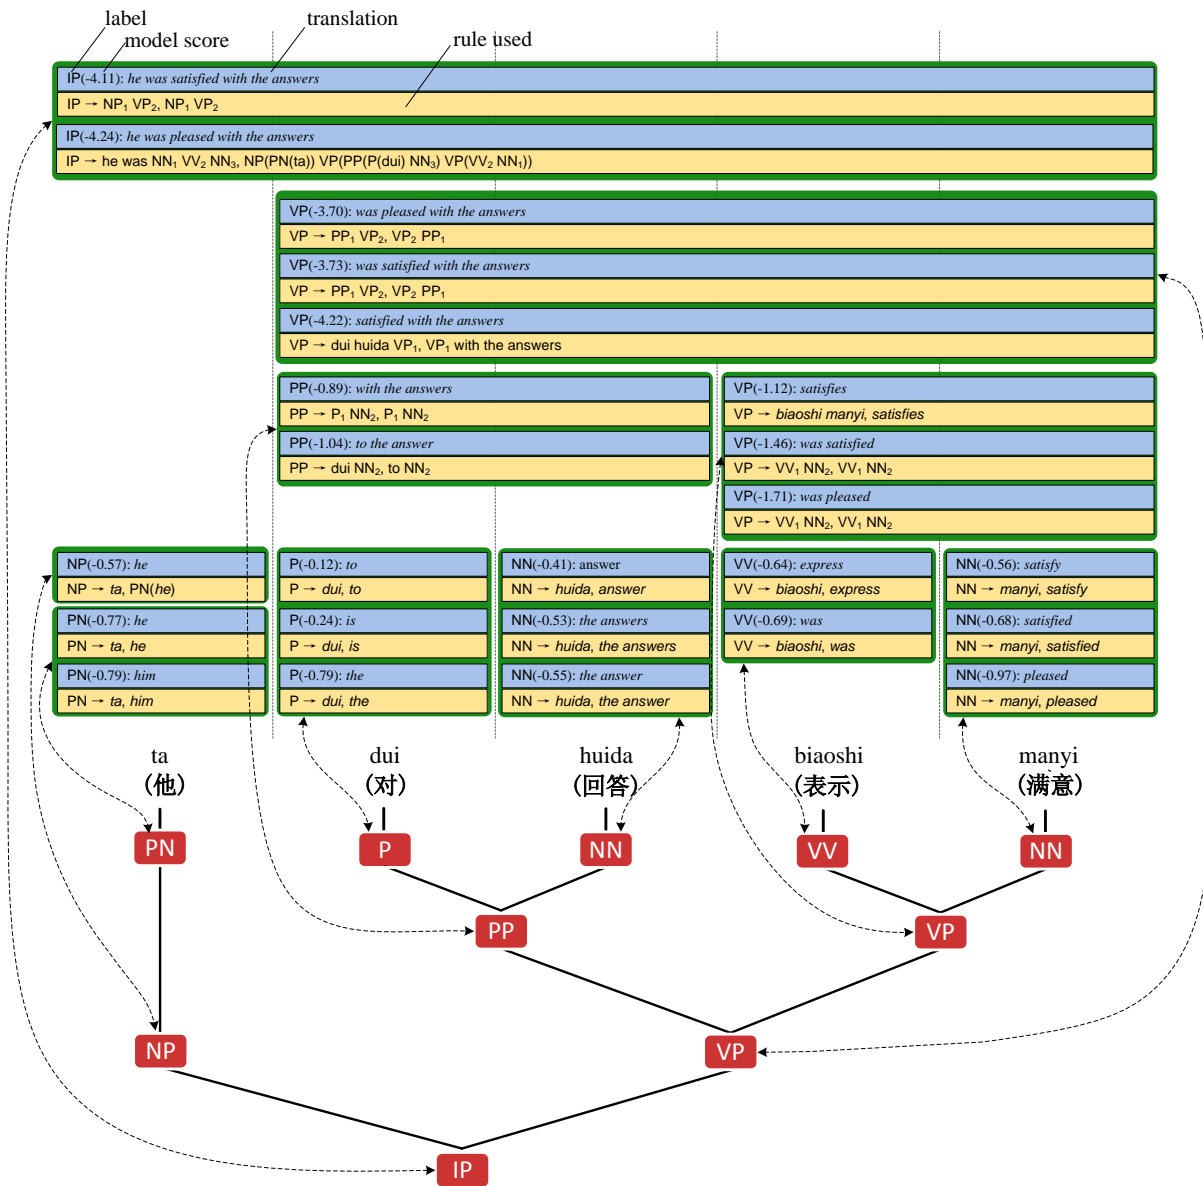 label
translation
model score
rule used
IP(-4.11): he was satisfied with the answers
IP → NP₁ VP₂, NP₁ VP₂
IP(-4.24): he was pleased with the answers
IP → he was NN₁ VV₂ NN₃, NP(PN(ta)) VP(PP(P(dui) NN₃) VP(VV₂ NN₁))
VP(-3.70): was pleased with the answers
VP → PP₁ VP₂, VP₂ PP₁
VP(-3.73): was satisfied with the answers
VP → PP₁ VP₂, VP₂ PP₁
VP(-4.22): satisfied with the answers
VP → dui huida VP₁, VP₁ with the answers
PP(-0.89): with the answers
PP → P₁ NN₂, P₁ NN₂
PP(-1.04): to the answer
PP → dui NN₂, to NN₂
VP(-1.12): satisfies
VP → biaoshi manyi, satisfies
VP(-1.46): was satisfied
VP → VV₁ NN₂, VV₁ NN₂
VP(-1.71): was pleased
VP → VV₁ NN₂, VV₁ NN₂
NP(-0.57): he
NP → ta, PN(he)
PN(-0.77): he
PN → ta, he
PN(-0.79): him
PN → ta, him
P(-0.12): to
P → dui, to
P(-0.24): is
P → dui, is
P(-0.79): the
P → dui, the
NN(-0.41): answer
NN → huida, answer
NN(-0.53): the answers
NN → huida, the answers
NN(-0.55): the answer
NN → huida, the answer
VV(-0.64): express
VV → biaoshi, express
VV(-0.69): was
VV → biaoshi, was
NN(-0.56): satisfy
NN → manyi, satisfy
NN(-0.68): satisfied
NN → manyi, satisfied
NN(-0.97): pleased
NN → manyi, pleased
ta
(他)
dui
(对)
huida
(回答)
biaoshi
(表示)
manyi
(满意)
PN
P
NN
VV
NN
PP
VP
NP
VP
IP